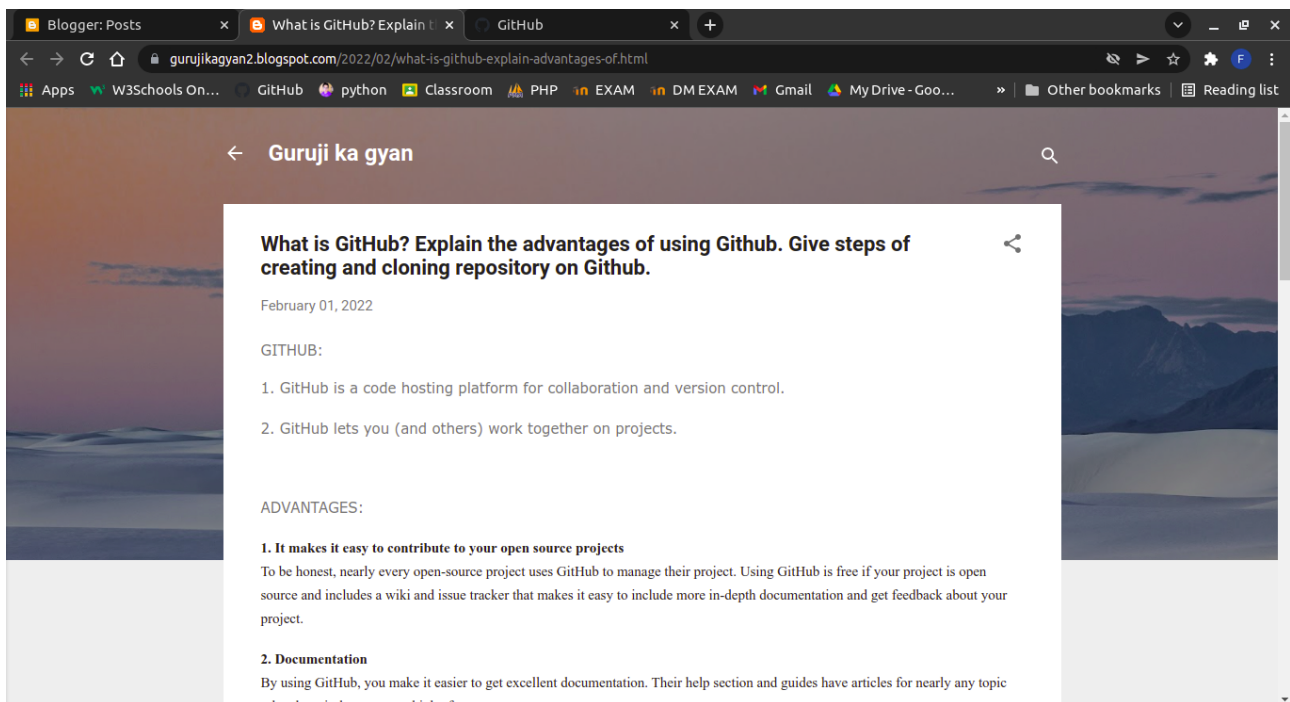 Blogger: Posts
What is GitHub? Explain t
GitHub
gurujikagyan2.blogspot.com/2022/02/what-is-github-explain-advantages-of.html
F
Apps W3Schools On... GitHub python Classroom PHP EXAM DM EXAM Gmail My Drive - Goo... » Other bookmarks Reading list
Guruji ka gyan
What is GitHub? Explain the advantages of using Github. Give steps of
creating and cloning repository on Github.
February 01, 2022
GITHUB:
1. GitHub is a code hosting platform for collaboration and version control.
2. GitHub lets you (and others) work together on projects.
ADVANTAGES:
1. It makes it easy to contribute to your open source projects
To be honest, nearly every open-source project uses GitHub to manage their project. Using GitHub is free if your project is open
source and includes a wiki and issue tracker that makes it easy to include more in-depth documentation and get feedback about your
project.
2. Documentation
By using GitHub, you make it easier to get excellent documentation. Their help section and guides have articles for nearly any topic